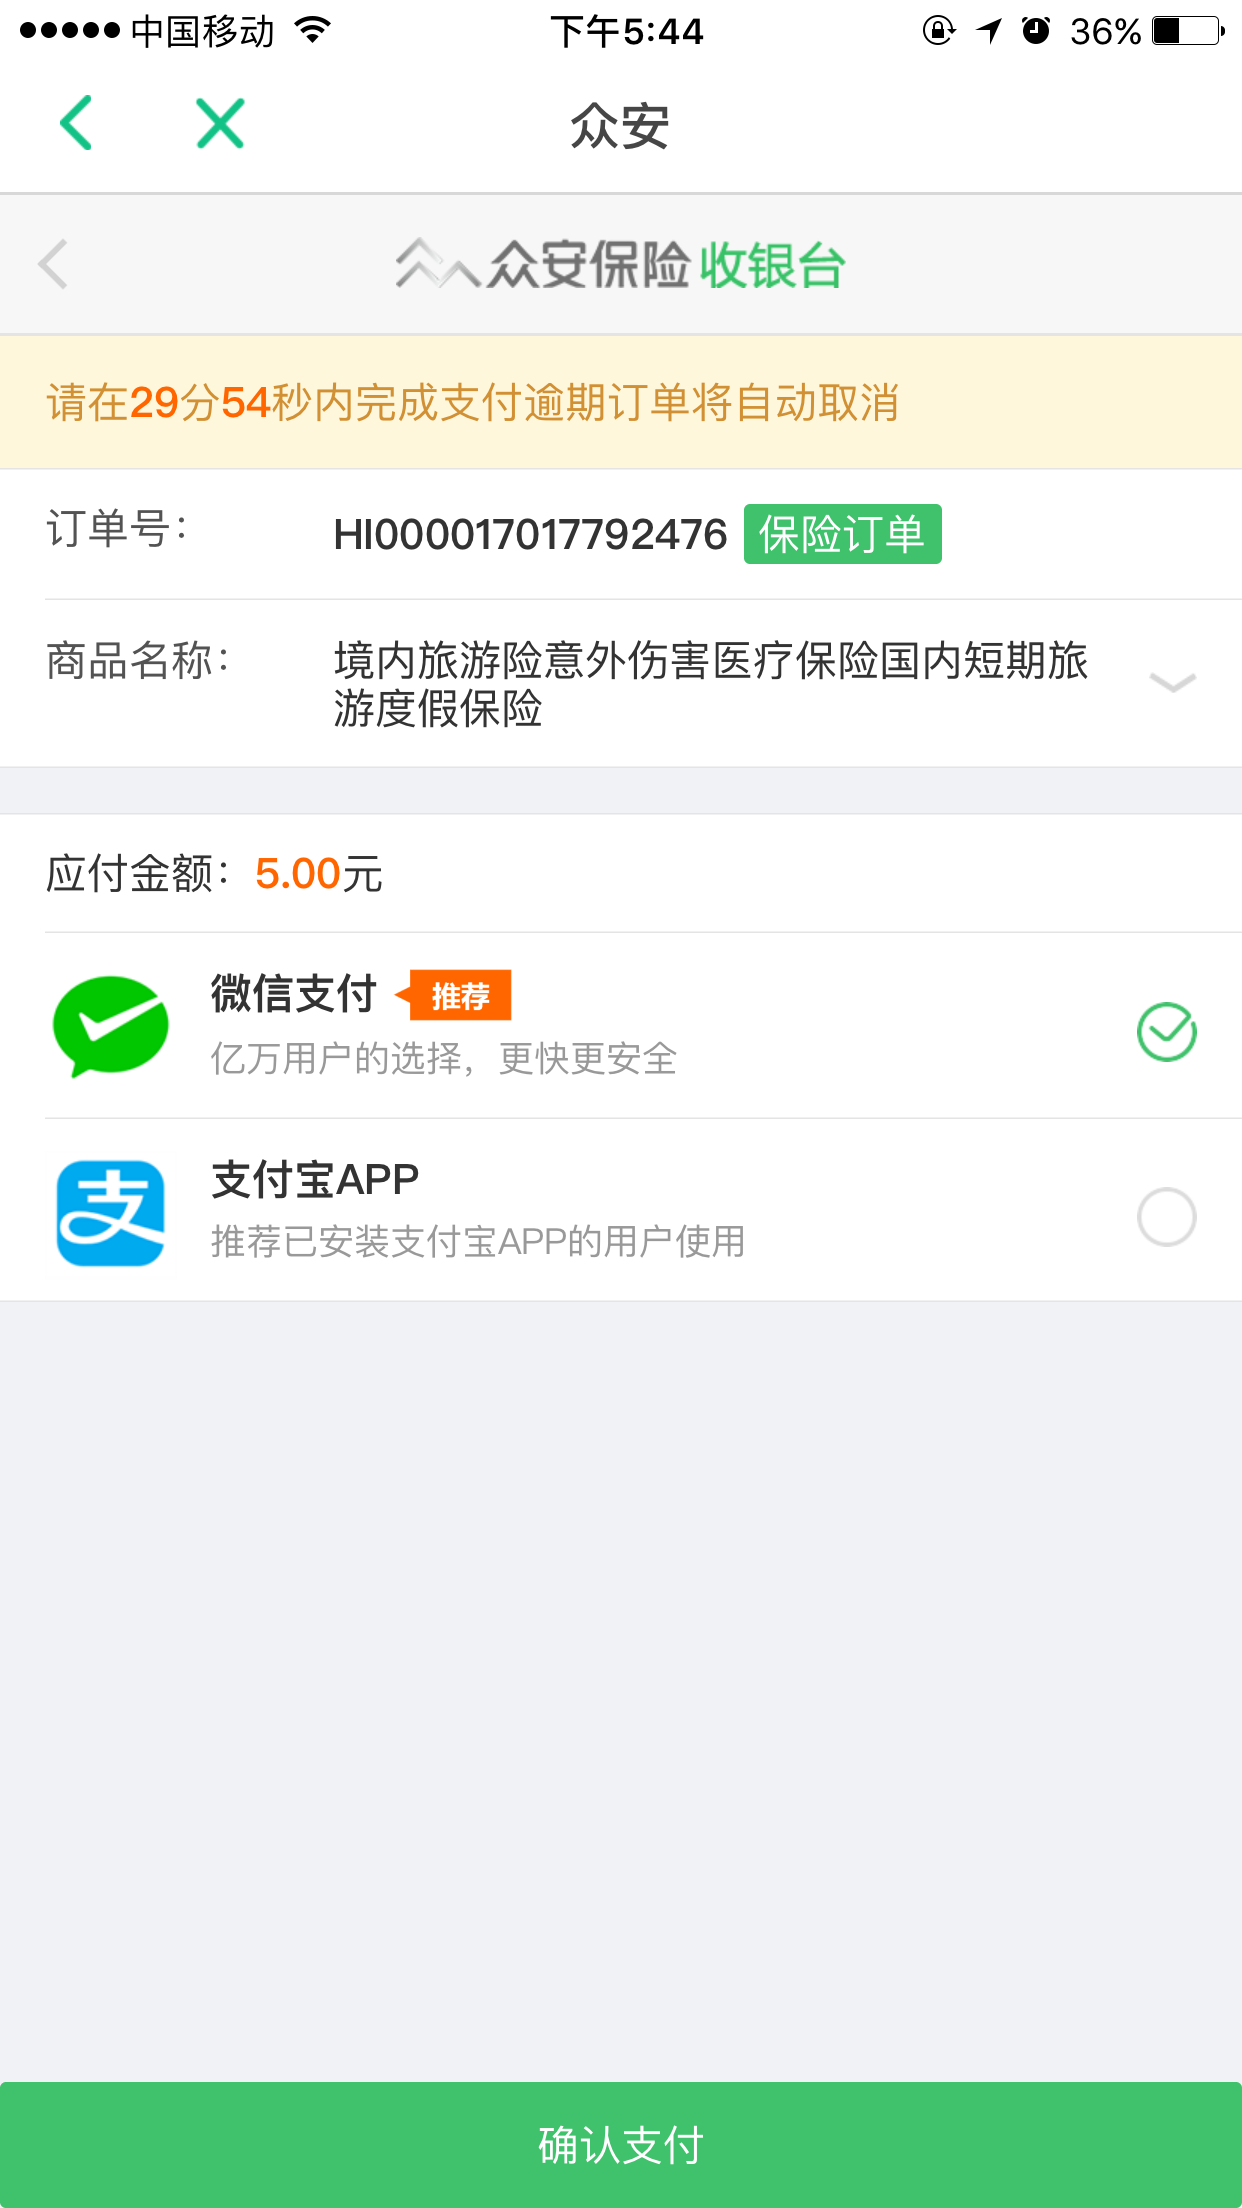 中国移动 下午5:44 36%
众安
众安保险 收银台
请在29分54秒内完成支付逾期订单将自动取消
订单号： HI000017017792476 保险订单
商品名称： 境内旅游险意外伤害医疗保险国内短期旅
游度假保险
应付金额：5.00元
微信支付 推荐
亿万用户的选择，更快更安全
支付宝APP
推荐已安装支付宝APP的用户使用
确认支付